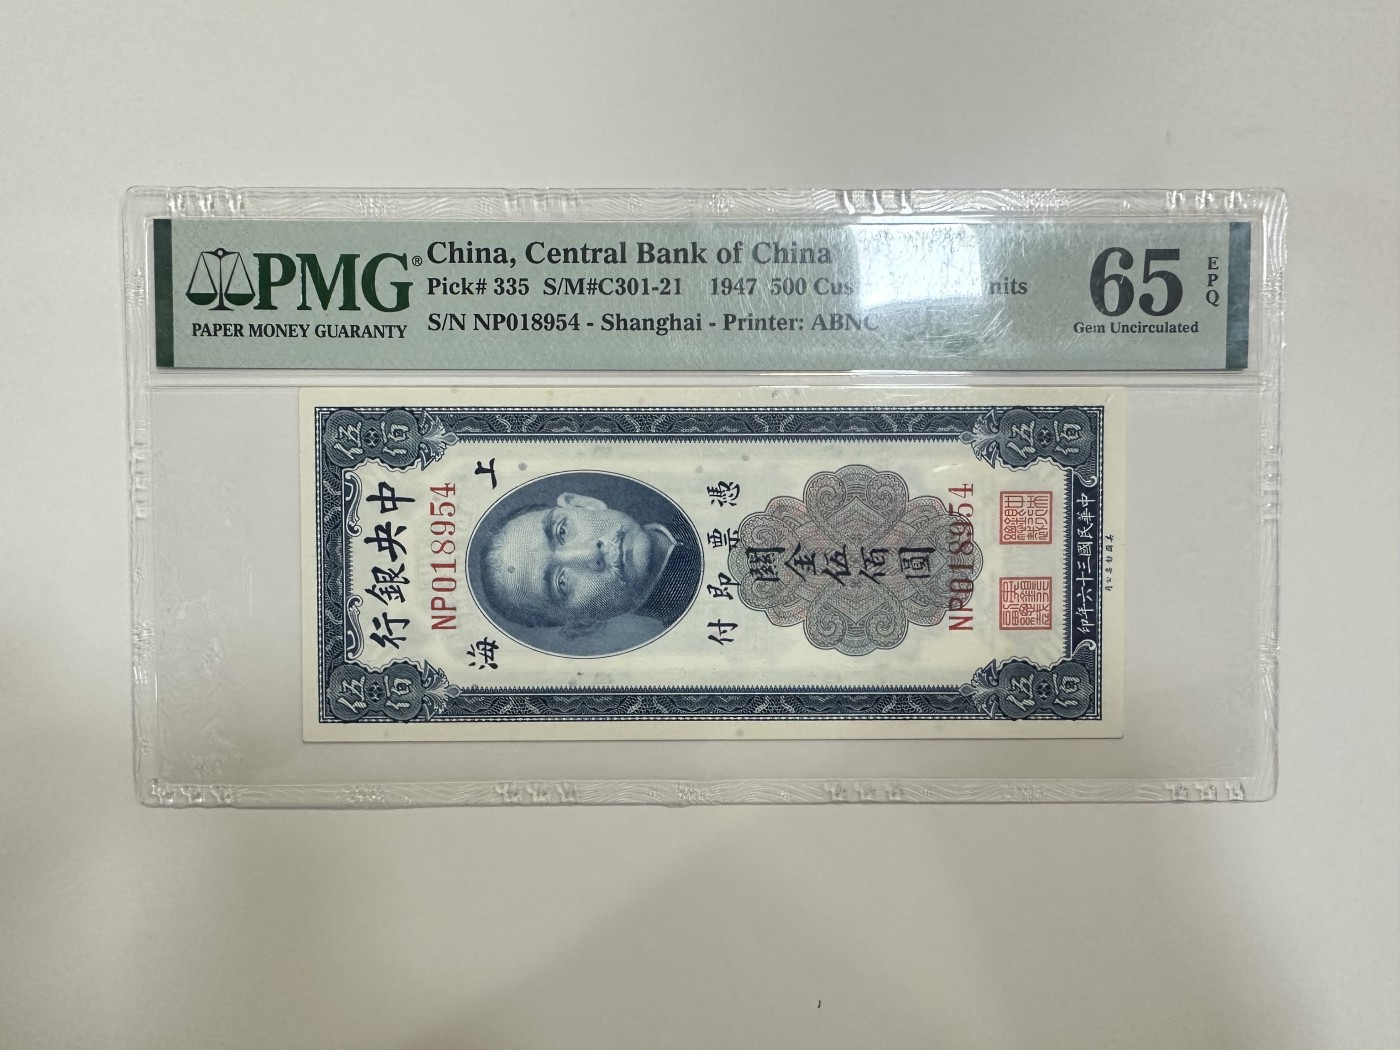 PMG®
PAPER MONEY GUARANTY
China, Central Bank of China
Pick# 335 S/M#C301-21 1947 500
S/N NP018954 - Shanghai - Printer: ABNC
65
EPQ
Gem Uncirculated
伍佰
伍佰
中央銀行
NP018954
上海
憑票即付
關金伍佰圓
NP018954
中華民國三十六年印
伍佰
伍佰